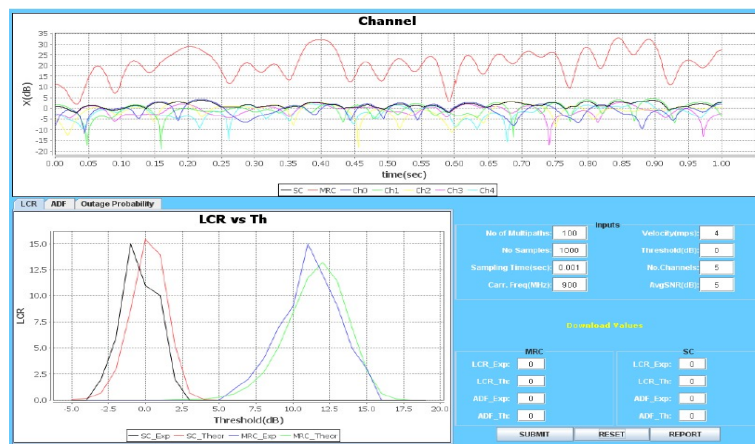 Channel
X(dB)
35
30
25
20
15
10
5
0
-5
-10
-15
-20
0.00 0.05 0.10 0.15 0.20 0.25 0.30 0.35 0.40 0.45 0.50 0.55 0.60 0.65 0.70 0.75 0.80 0.85 0.90 0.95 1.00
time(sec)
SC MRC Ch0 Ch1 Ch2 Ch3 Ch4
LCR ADF Outage Probability
LCR vs Th
LCR
15.0
12.5
10.0
7.5
5.0
2.5
0.0
-5.0 -2.5 0.0 2.5 5.0 7.5 10.0 12.5 15.0 17.5 20.0
Threshold(dB)
SC_Exp SC_Theor MRC_Exp MRC_Theor
Inputs
No of Multipaths: 100 Velocity(mps): 4
No Samples: 1000 Threshold(dB): 0
Sampling Time(sec): 0.001 No.Channels: 5
Carr. Freq(MHz): 900 AvgSNR(dB): 5
Download Values
MRC SC
LCR_Exp: 0 LCR_Exp: 0
LCR_Th: 0 LCR_Th: 0
ADF_Exp: 0 ADF_Exp: 0
ADF_Th: 0 ADF_Th: 0
SUBMIT RESET REPORT